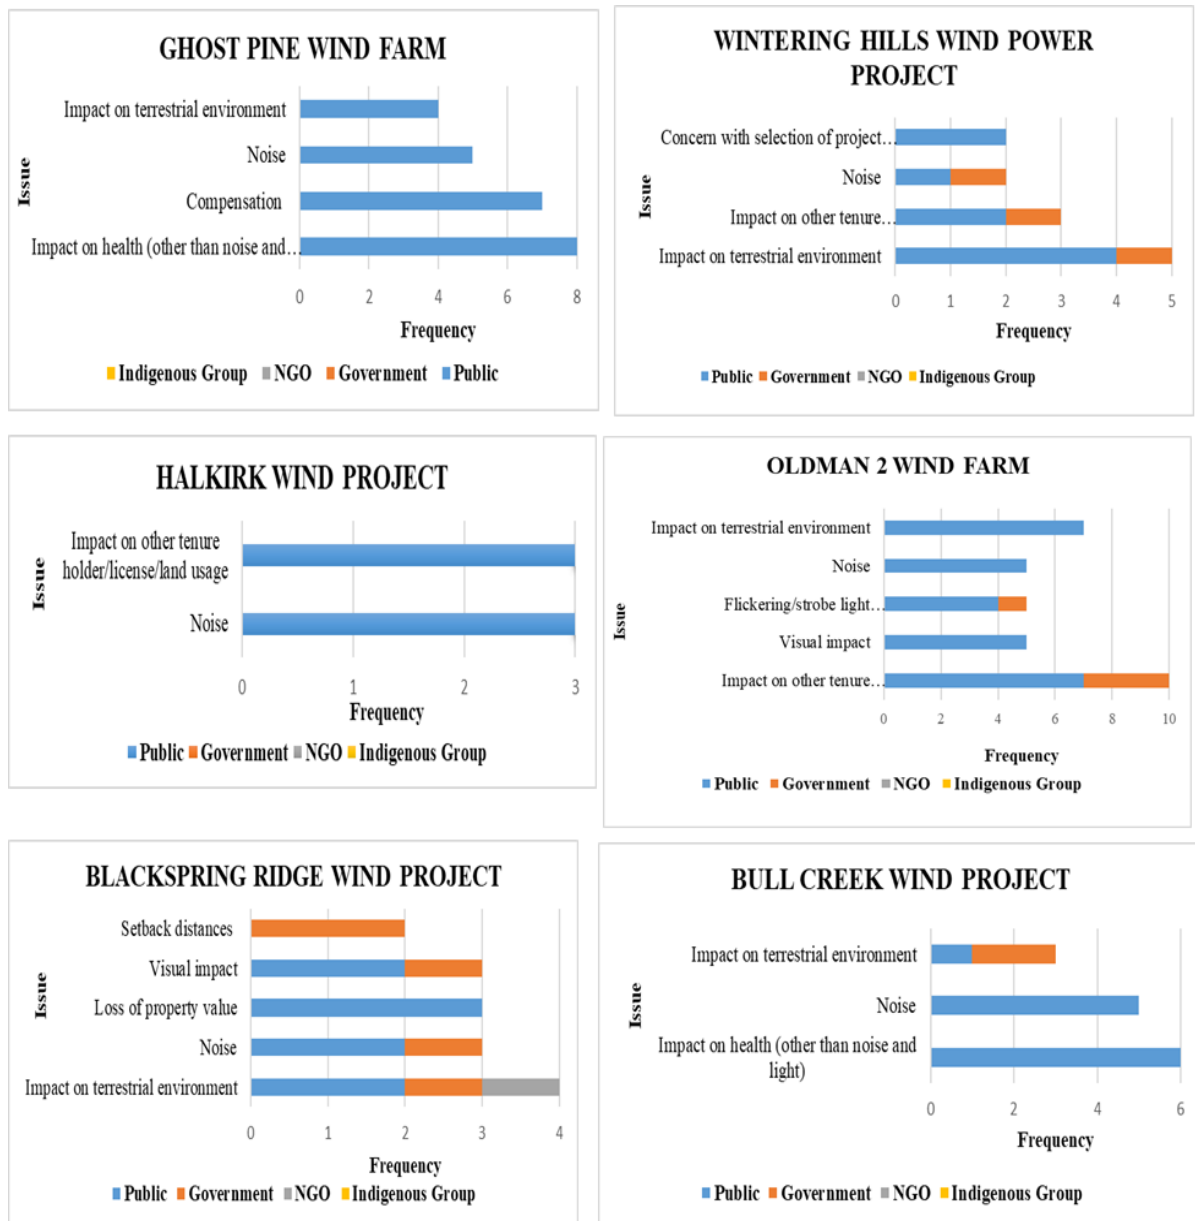 GHOST PINE WIND FARM
Impact on terrestrial environment
Noise
Compensation
Impact on health (other than noise and ...
Issue
0 2 4 6 8
Frequency
Indigenous Group NGO Government Public
WINTERING HILLS WIND POWER
PROJECT
Concern with selection of project...
Noise
Impact on other tenure...
Impact on terrestrial environment
Issue
0 1 2 3 4 5
Frequency
Public Government NGO Indigenous Group
HALKIRK WIND PROJECT
Impact on other tenure
holder/license/land usage
Noise
Issue
0 1 2 3
Frequency
Public Government NGO Indigenous Group
OLDMAN 2 WIND FARM
Impact on terrestrial environment
Noise
Flickering/strobe light...
Visual impact
Impact on other tenure...
Issue
0 2 4 6 8 10
Frequency
Public Government NGO Indigenous Group
BLACKSPRING RIDGE WIND PROJECT
Setback distances
Visual impact
Loss of property value
Noise
Impact on terrestrial environment
Issue
0 1 2 3 4
Frequency
Public Government NGO Indigenous Group
BULL CREEK WIND PROJECT
Impact on terrestrial environment
Noise
Impact on health (other than noise and
light)
Issue
0 2 4 6
Frequency
Public Government NGO Indigenous Group